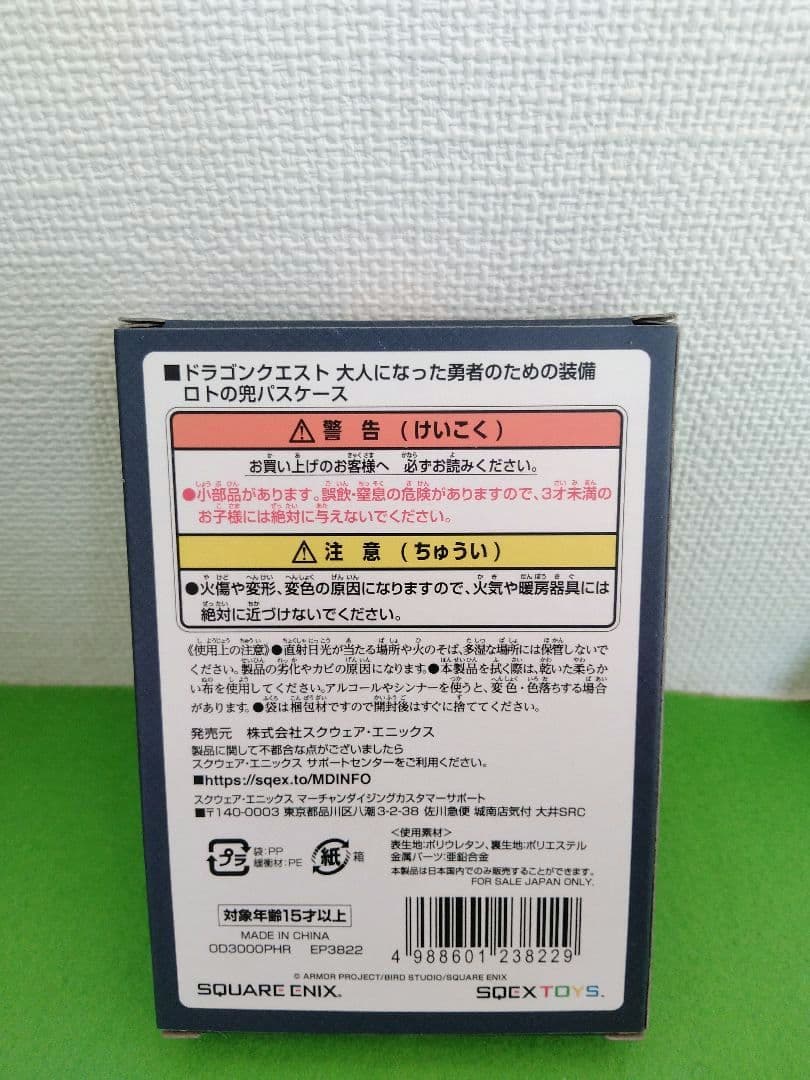 ■ドラゴンクエスト 大人になった勇者のための装備
ロトの兜パスケース
⚠ 警 告 (けいこく)
お買い上げのお客様へ 必ずお読みください。
●小部品があります。誤飲・窒息の危険がありますので、3才未満の
お子様には絶対に与えないでください。
⚠ 注 意 (ちゅうい)
●火傷や変形、変色の原因になりますので、火気や暖房器具には
絶対に近づけないでください。
《使用上の注意》●直射日光が当たる場所や火のそば、多湿な場所には保管しないで
ください。製品の劣化やカビの原因になります。●本製品を拭く際は、乾いた柔らか
い布を使用してください。アルコールやシンナーを使うと、変色・色落ちする場合
があります。●袋は梱包材ですので開封後はすぐに捨ててください。
発売元 株式会社スクウェア・エニックス
製品に関して不都合な点がございましたら
スクウェア・エニックス サポートセンターをご利用ください。
■https://sqex.to/MDINFO
スクウェア・エニックス マーチャンダイジングカスタマーサポート
■〒140-0003 東京都品川区八潮3-2-38 佐川急便 城南店気付 大井SRC
プラ 袋:PP
緩衝材:PE
紙 箱
<使用素材>
表生地:ポリウレタン、裏生地:ポリエステル
金属パーツ:亜鉛合金
本製品は日本国内でのみ販売することができます。
FOR SALE JAPAN ONLY.
対象年齢15才以上
MADE IN CHINA
OD3000PHR EP3822
4 988601 238229
© ARMOR PROJECT/BIRD STUDIO/SQUARE ENIX
SQUARE ENIX.
SQEX TOYS.